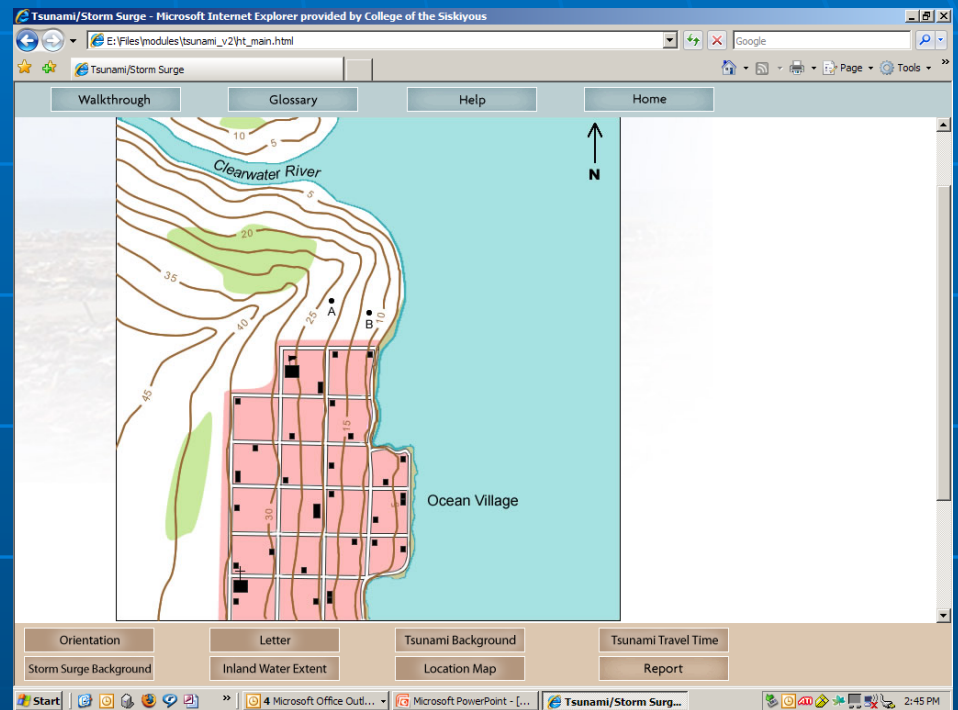 Tsunami/Storm Surge - Microsoft Internet Explorer provided by College of the Siskiyous
E:\Files\modules\tsunami_v2\ht_main.html
Google
Tsunami/Storm Surge
Page
Tools
»
Walkthrough
Glossary
Help
Home
10
5
Clearwater River
N
5
20
35
A
25
B
10
40
45
15
Ocean Village
5
30
Orientation
Letter
Tsunami Background
Tsunami Travel Time
Storm Surge Background
Inland Water Extent
Location Map
Report
Start
»
4 Microsoft Office Outl...
Microsoft PowerPoint - [...
Tsunami/Storm Surg...
2:45 PM